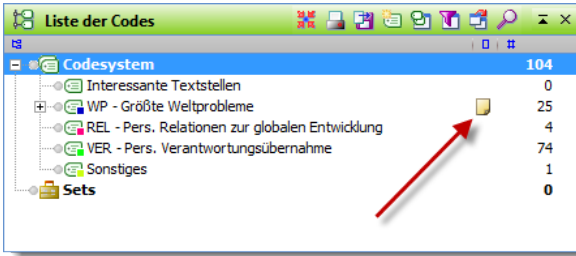 Liste der Codes
#
Codesystem 104
Interessante Textstellen 0
WP - Größte Weltprobleme 25
REL - Pers. Relationen zur globalen Entwicklung 4
VER - Pers. Verantwortungsübernahme 74
Sonstiges 1
Sets 0